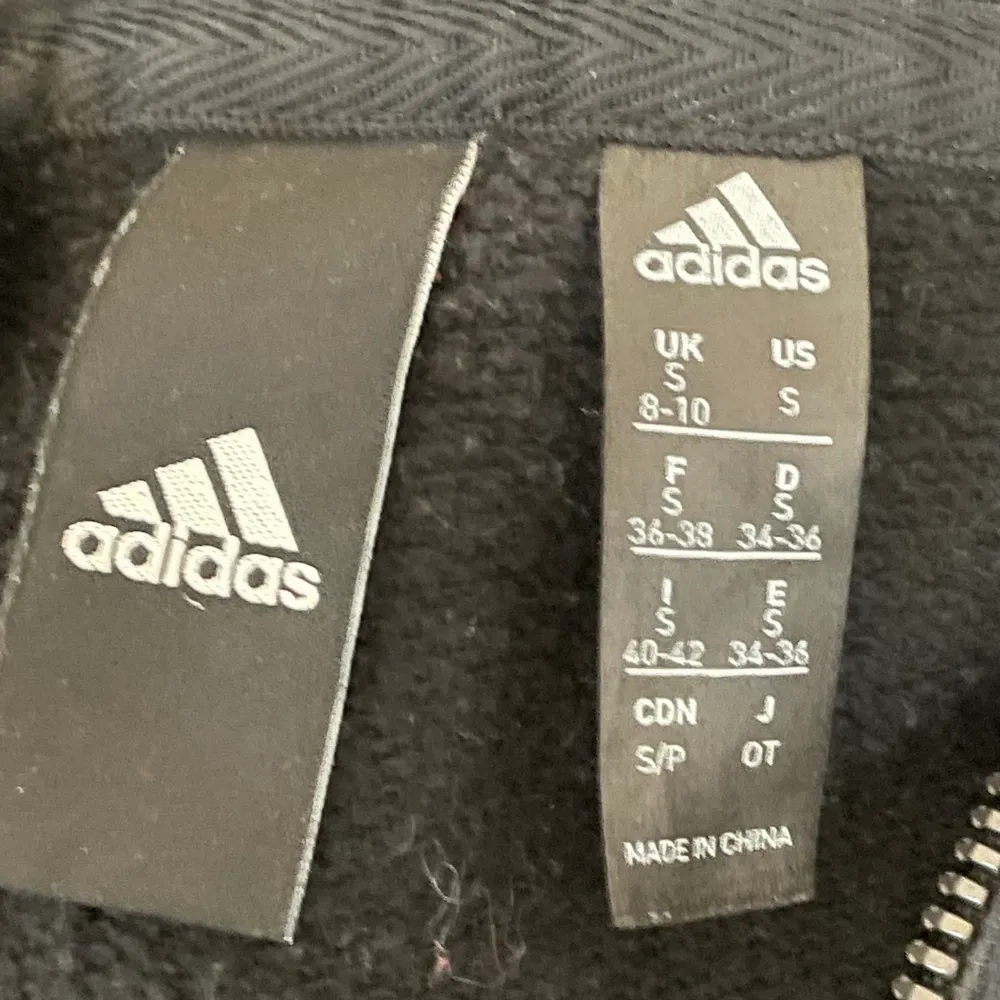 adidas
adidas
UK US
S S
8-10
F D
S S
36-38 34-36
I E
S S
40-42 34-36
CDN J
S/P OT
MADE IN CHINA